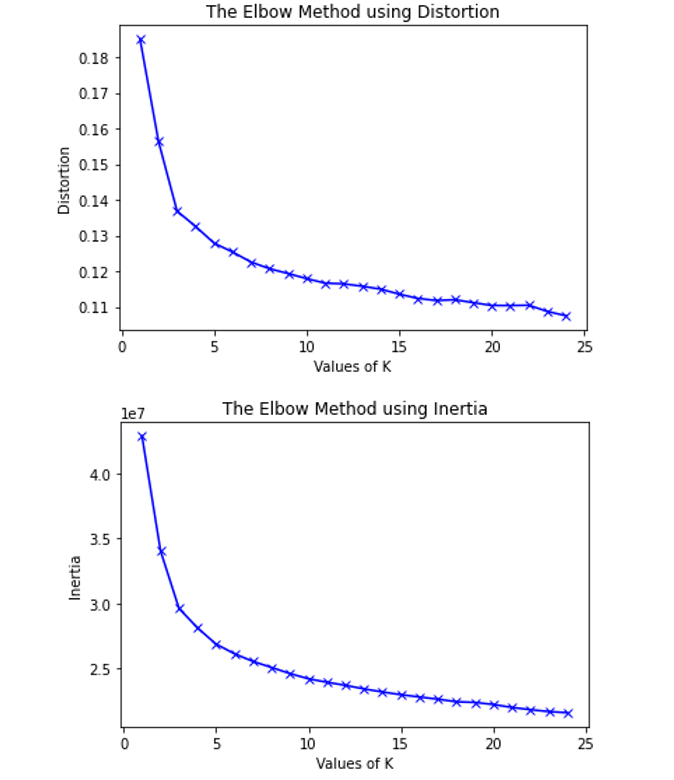 The Elbow Method using Distortion
0.18
0.17
0.16
0.15
0.14
0.13
0.12
0.11
Distortion
0 5 10 15 20 25
Values of K
The Elbow Method using Inertia
1e7
4.0
3.5
3.0
2.5
Inertia
0 5 10 15 20 25
Values of K